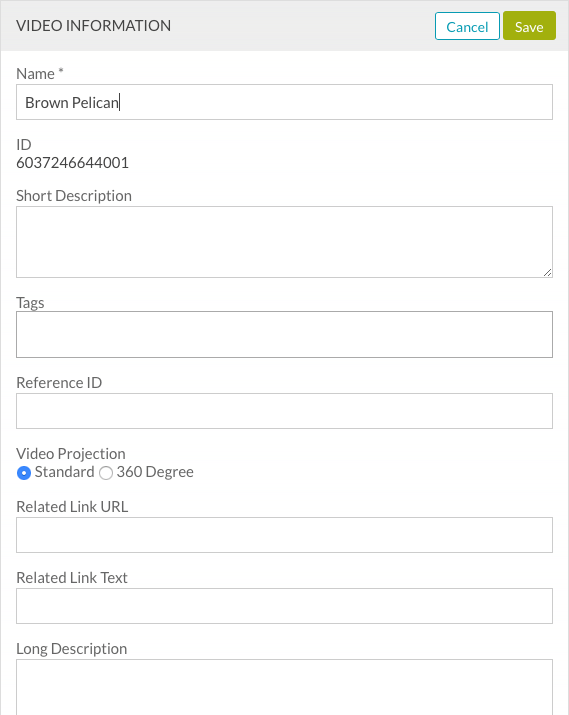 VIDEO INFORMATION Cancel Save
Name *
Brown Pelican
ID
6037246644001
Short Description
Tags
Reference ID
Video Projection
Standard 360 Degree
Related Link URL
Related Link Text
Long Description